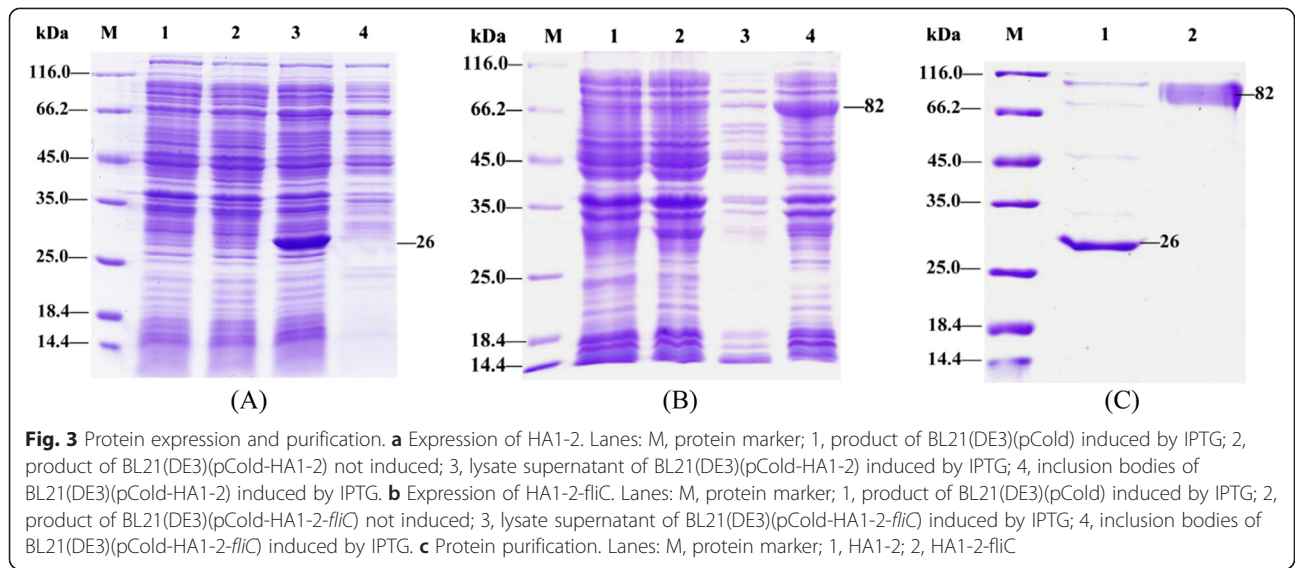 kDa M 1 2 3 4
116.0—
66.2—
45.0—
35.0—
—26
25.0—
18.4—
14.4—
(A)
kDa M 1 2 3 4
116.0—
66.2—
—82
45.0—
35.0—
25.0—
18.4—
14.4—
(B)
kDa M 1 2
116.0—
—82
66.2—
45.0—
35.0—
—26
25.0—
18.4—
14.4—
(C)
Fig. 3 Protein expression and purification. a Expression of HA1-2. Lanes: M, protein marker; 1, product of BL21(DE3)(pCold) induced by IPTG; 2,
product of BL21(DE3)(pCold-HA1-2) not induced; 3, lysate supernatant of BL21(DE3)(pCold-HA1-2) induced by IPTG; 4, inclusion bodies of
BL21(DE3)(pCold-HA1-2) induced by IPTG. b Expression of HA1-2-fliC. Lanes: M, protein marker; 1, product of BL21(DE3)(pCold) induced by IPTG; 2,
product of BL21(DE3)(pCold-HA1-2-fliC) not induced; 3, lysate supernatant of BL21(DE3)(pCold-HA1-2-fliC) induced by IPTG; 4, inclusion bodies of
BL21(DE3)(pCold-HA1-2-fliC) induced by IPTG. c Protein purification. Lanes: M, protein marker; 1, HA1-2; 2, HA1-2-fliC